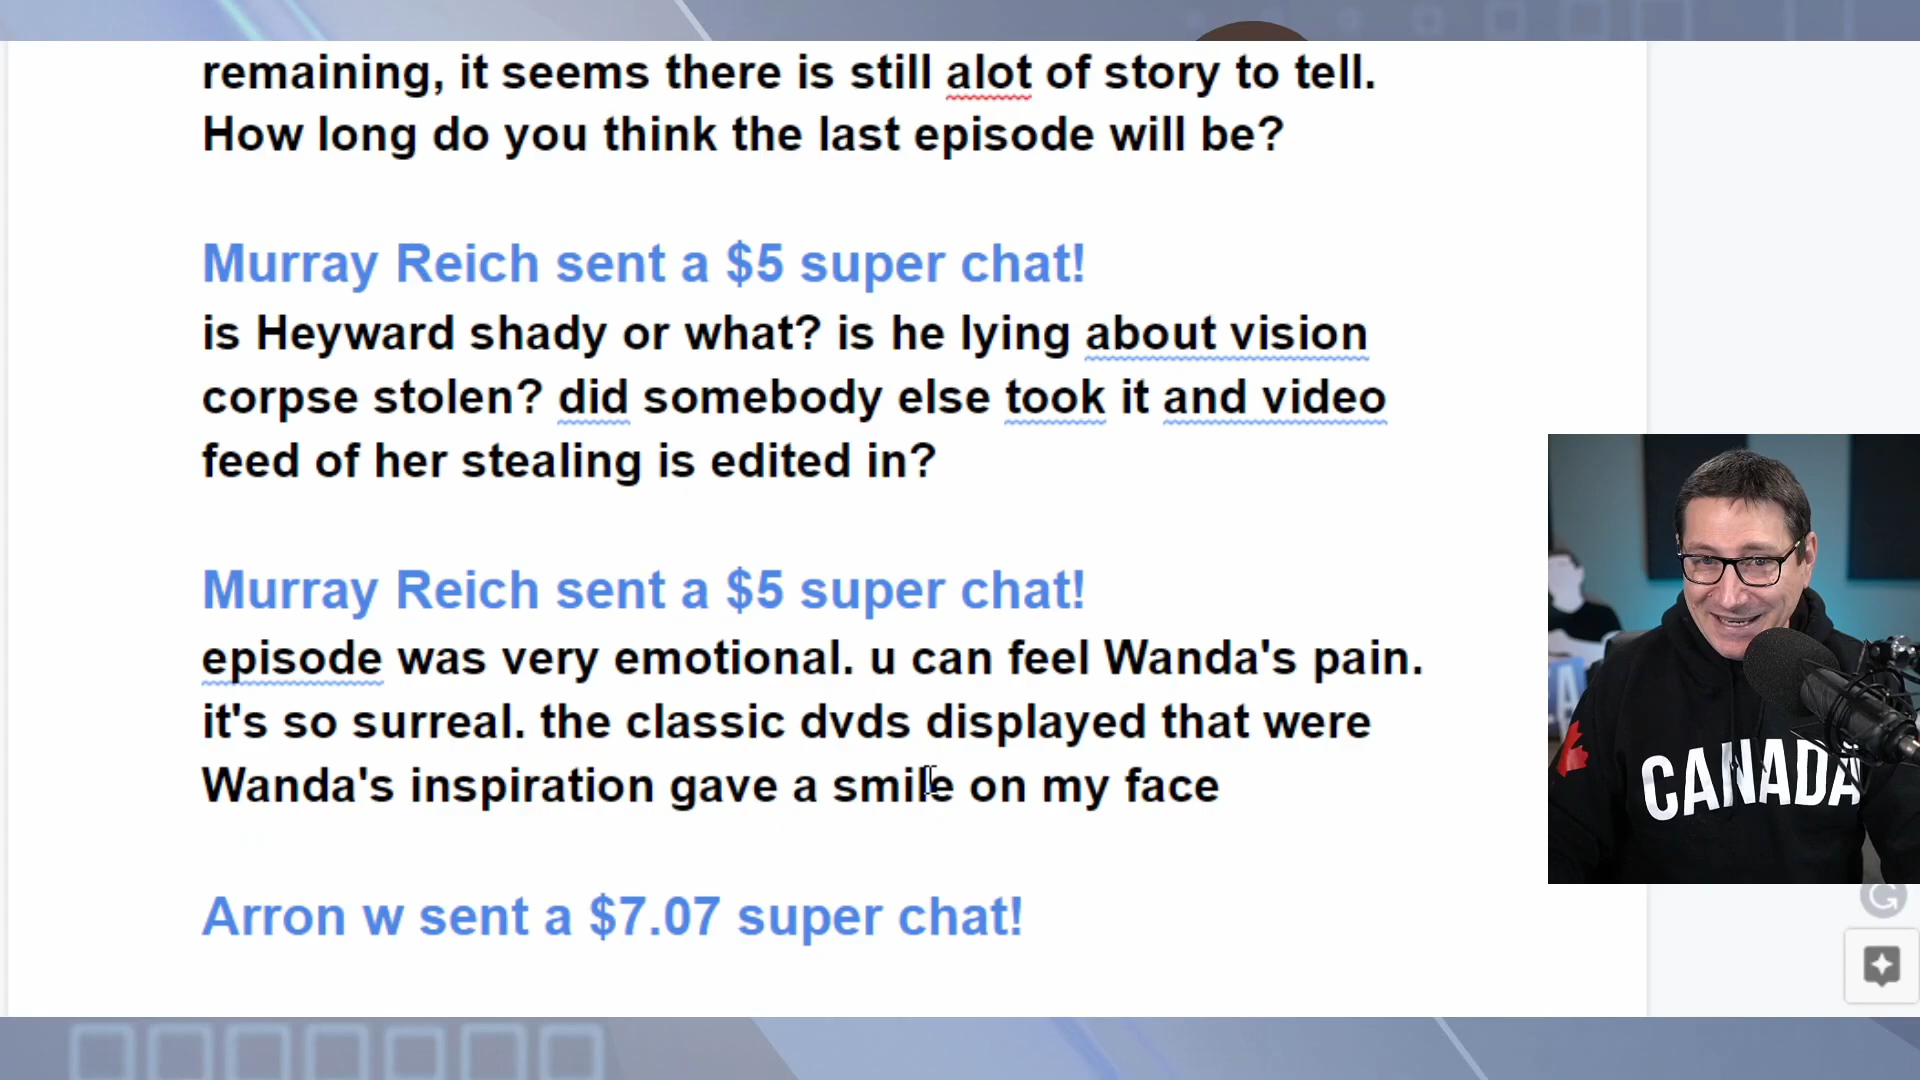 remaining, it seems there is still alot of story to tell.
How long do you think the last episode will be?
Murray Reich sent a $5 super chat!
is Heyward shady or what? is he lying about vision
corpse stolen? did somebody else took it and video
feed of her stealing is edited in?
Murray Reich sent a $5 super chat!
episode was very emotional. u can feel Wanda's pain.
it's so surreal. the classic dvds displayed that were
Wanda's inspiration gave a smile on my face
Arron w sent a $7.07 super chat!
CANADA